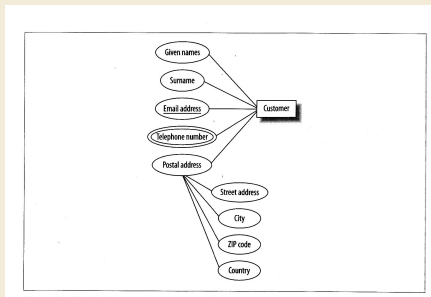 Given names
Surname
Customer
Email address
Telephone number
Postal address
Street address
City
ZIP code
Country